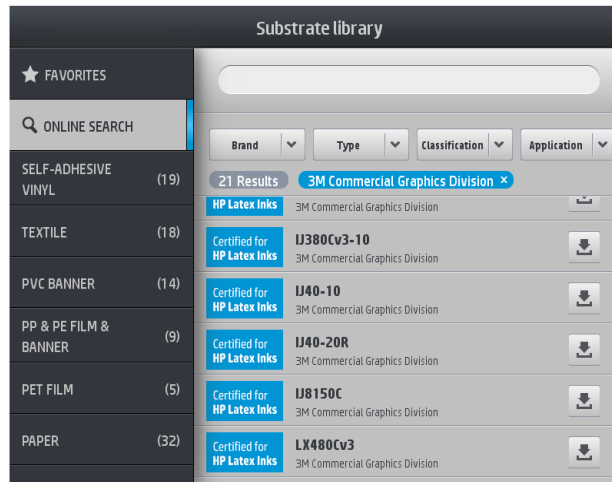 Substrate library
FAVORITES
ONLINE SEARCH
SELF-ADHESIVE
VINYL
(19)
TEXTILE (18)
PVC BANNER (14)
PP & PE FILM &
BANNER
(9)
PET FILM (5)
PAPER (32)
Brand Type Classification Application
21 Results 3M Commercial Graphics Division ×
HP Latex Inks 3M Commercial Graphics Division
Certified for
HP Latex Inks
IJ380Cv3-10
3M Commercial Graphics Division
Certified for
HP Latex Inks
IJ40-10
3M Commercial Graphics Division
Certified for
HP Latex Inks
IJ40-20R
3M Commercial Graphics Division
Certified for
HP Latex Inks
IJ8150C
3M Commercial Graphics Division
Certified for
HP Latex Inks
LX480Cv3
3M Commercial Graphics Division